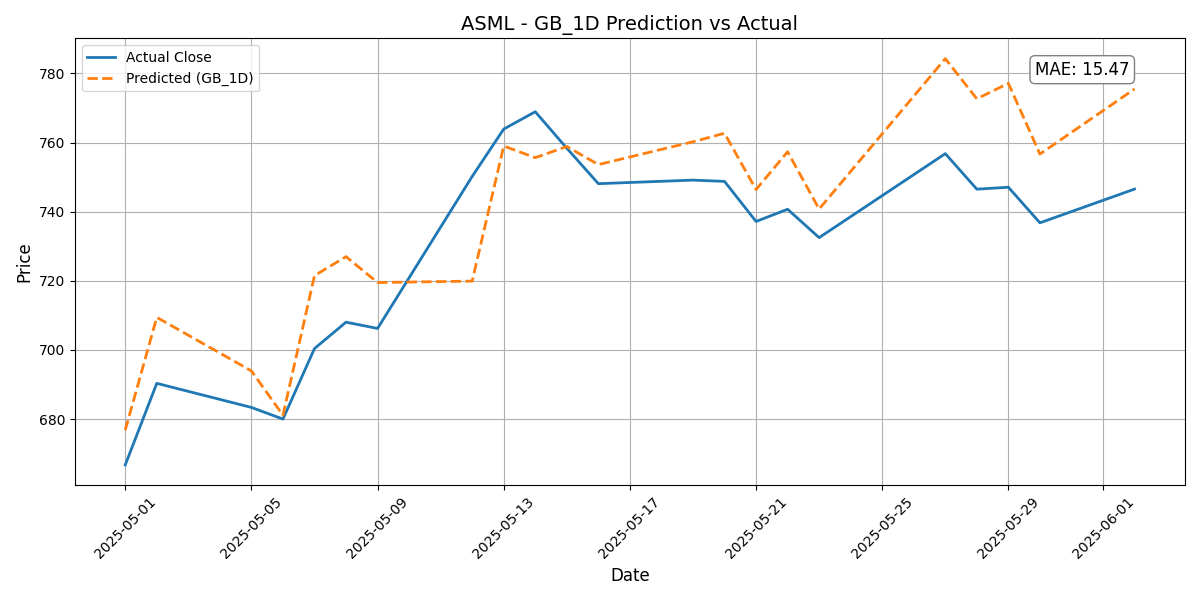 ASML - GB_1D Prediction vs Actual
Actual Close
Predicted (GB_1D)
MAE: 15.47
Price
780
760
740
720
700
680
2025-05-01
2025-05-05
2025-05-09
2025-05-13
2025-05-17
2025-05-21
2025-05-25
2025-05-29
2025-06-01
Date